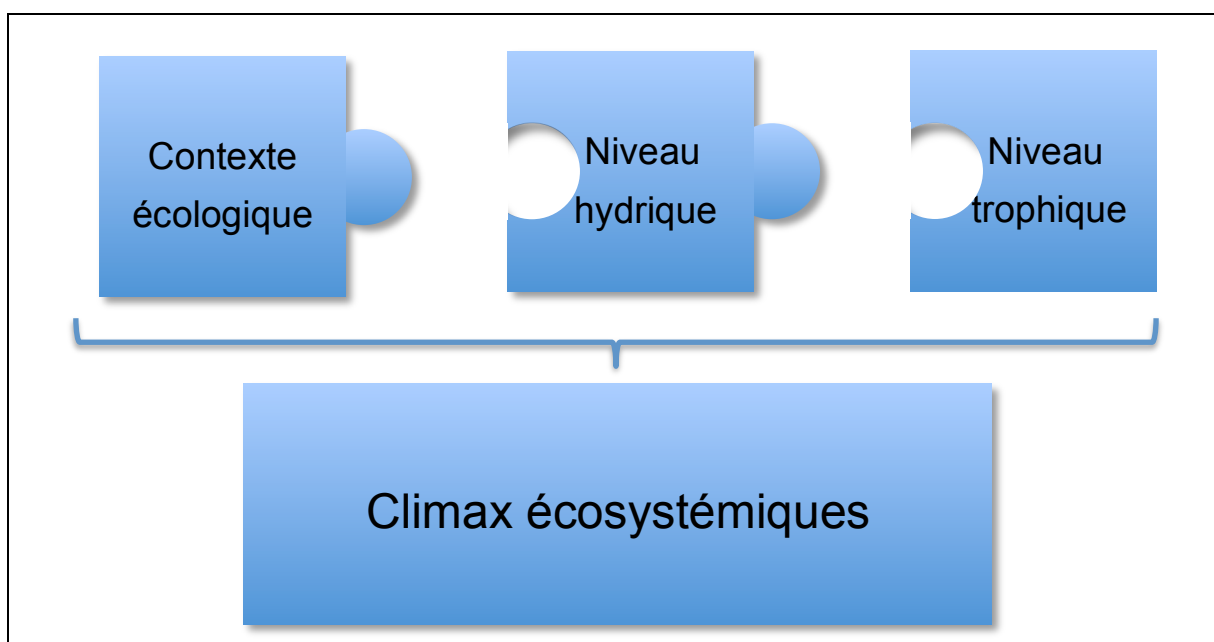 Contexte
écologique
Niveau
hydrique
Niveau
trophique
Climax écosystémiques